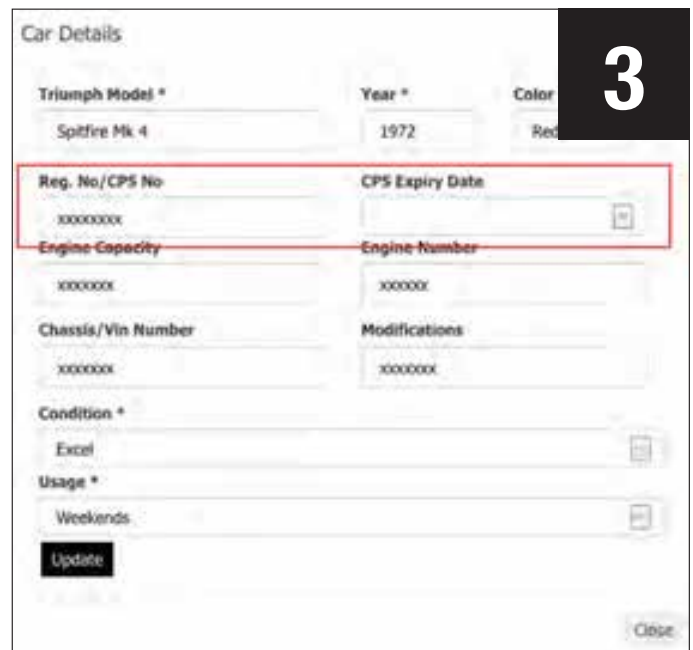 Car Details
3
Triumph Model * Year * Color
Spitfire Mk 4 1972 Red
Reg. No/CPS No CPS Expiry Date
xxxxxxxx
Engine Capacity Engine Number
xxxxxxx xxxxxx
Chassis/Vin Number Modifications
xxxxxxx xxxxxxx
Condition *
Excel
Usage *
Weekends
Update
Close